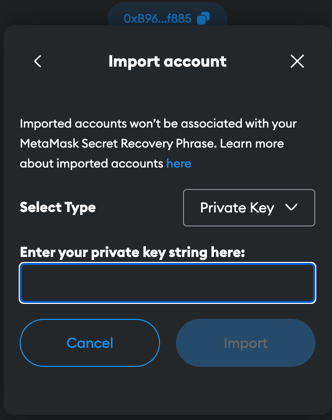 0xB96...f885
Import account
Imported accounts won't be associated with your
MetaMask Secret Recovery Phrase. Learn more
about imported accounts here
Select Type
Private Key
Enter your private key string here:
Cancel
Import